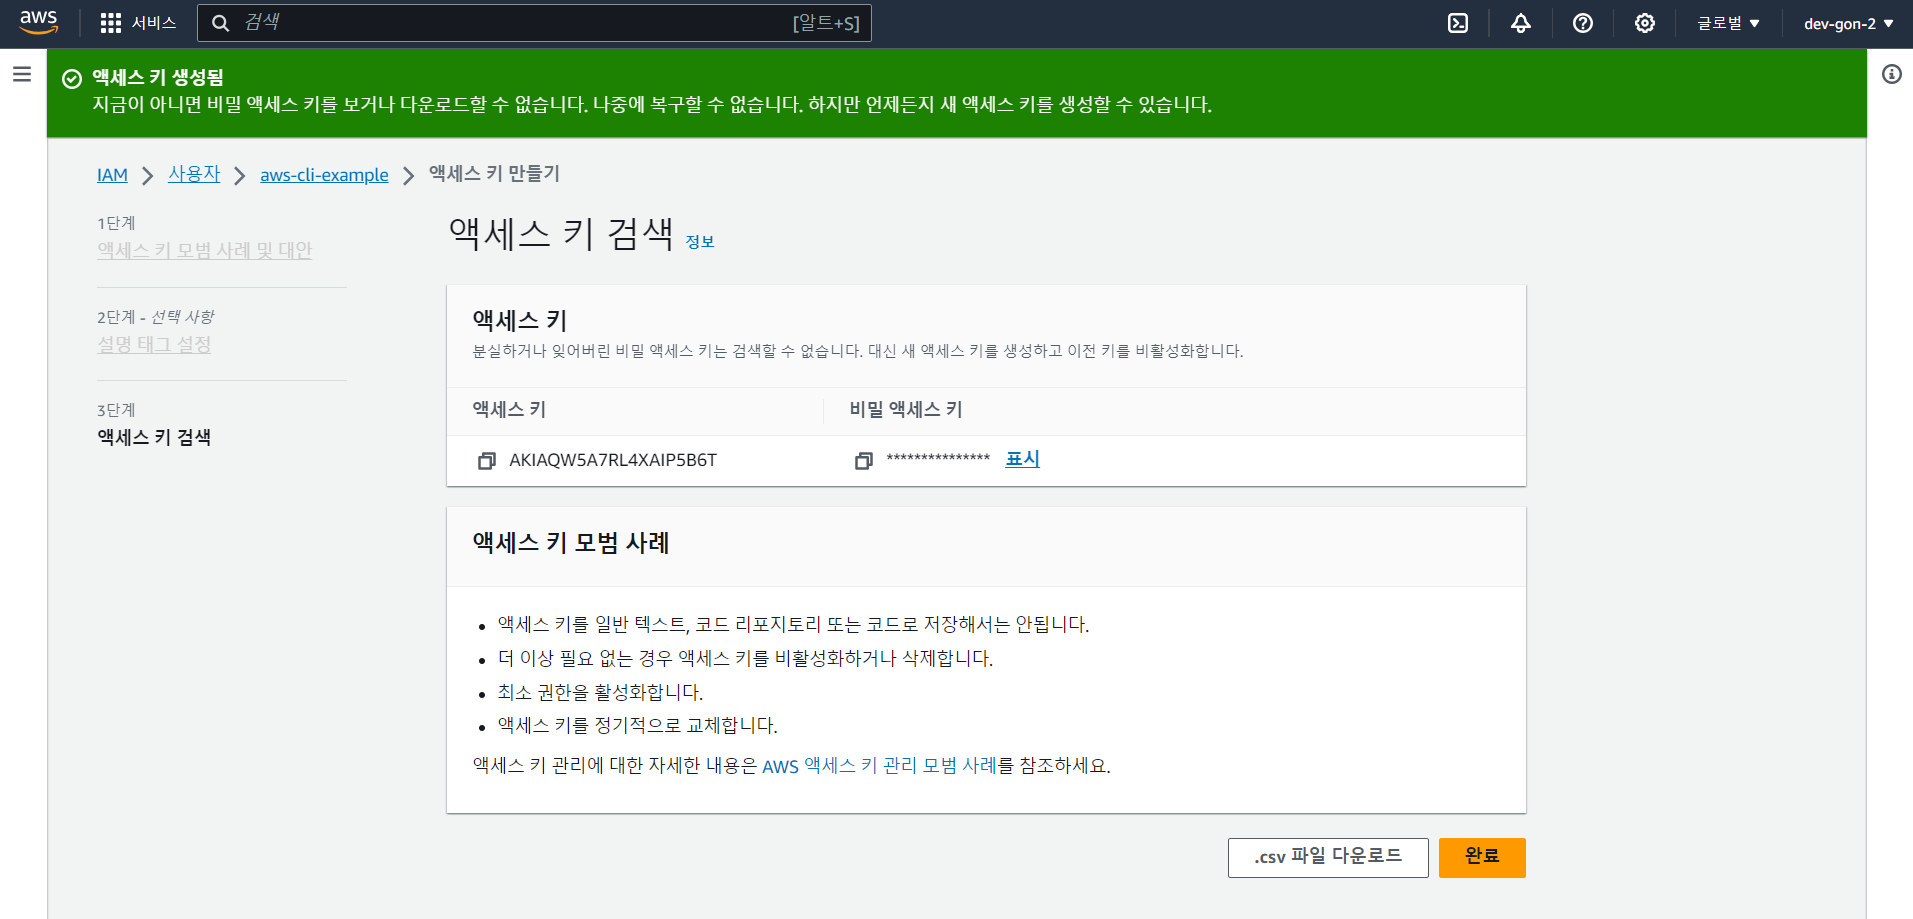 aws
서비스
검색
[알트+S]
글로벌 ▼
dev-gon-2 ▼
액세스 키 생성됨
지금이 아니면 비밀 액세스 키를 보거나 다운로드할 수 없습니다. 나중에 복구할 수 없습니다. 하지만 언제든지 새 액세스 키를 생성할 수 있습니다.
IAM > 사용자 > aws-cli-example > 액세스 키 만들기
1단계
액세스 키 모범 사례 및 대안
2단계 - 선택 사항
설명 태그 설정
3단계
액세스 키 검색
액세스 키 검색 정보
액세스 키
분실하거나 잊어버린 비밀 액세스 키는 검색할 수 없습니다. 대신 새 액세스 키를 생성하고 이전 키를 비활성화합니다.
액세스 키
비밀 액세스 키
AKIAQW5A7RL4XAIP5B6T
*************** 표시
액세스 키 모범 사례
• 액세스 키를 일반 텍스트, 코드 리포지토리 또는 코드로 저장해서는 안됩니다.
• 더 이상 필요 없는 경우 액세스 키를 비활성화하거나 삭제합니다.
• 최소 권한을 활성화합니다.
• 액세스 키를 정기적으로 교체합니다.
액세스 키 관리에 대한 자세한 내용은 AWS 액세스 키 관리 모범 사례를 참조하세요.
.csv 파일 다운로드
완료